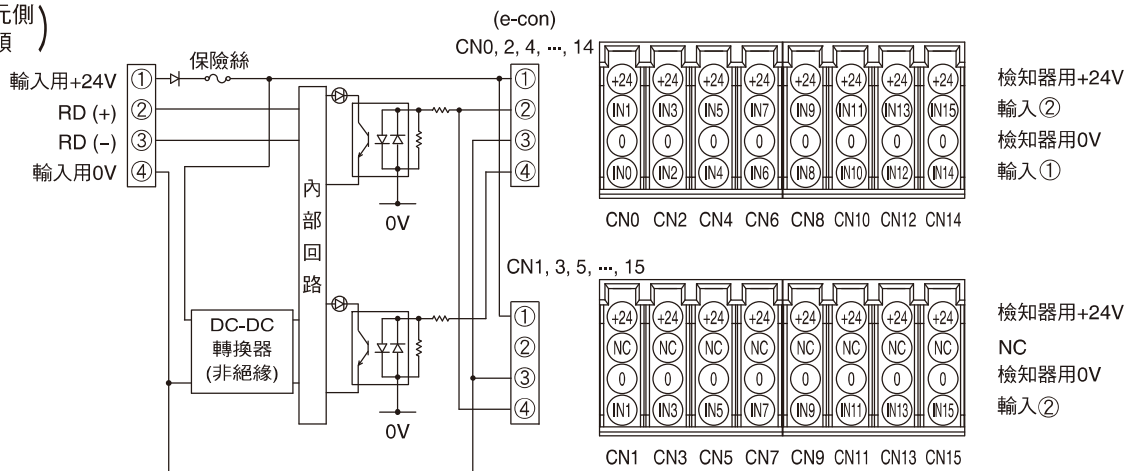 元側
(e-con)
CN0, 2, 4, ···, 14
保險絲
輸入用+24V ①
RD (+) ②
RD (−) ③
輸入用0V ④
內部回路
0V
0V
DC-DC
轉換器
(非絕緣)
①
②
③
④
+24 +24 +24 +24 +24 +24 +24 +24 檢知器用+24V
IN1 IN3 IN5 IN7 IN9 IN11 IN13 IN15 輸入②
0 0 0 0 0 0 0 0 檢知器用0V
IN0 IN2 IN4 IN6 IN8 IN10 IN12 IN14 輸入①
CN0 CN2 CN4 CN6 CN8 CN10 CN12 CN14
CN1, 3, 5, ···, 15
①
②
③
④
+24 +24 +24 +24 +24 +24 +24 +24 檢知器用+24V
NC NC NC NC NC NC NC NC NC
0 0 0 0 0 0 0 0 檢知器用0V
IN1 IN3 IN5 IN7 IN9 IN11 IN13 IN15 輸入②
CN1 CN3 CN5 CN7 CN9 CN11 CN13 CN15